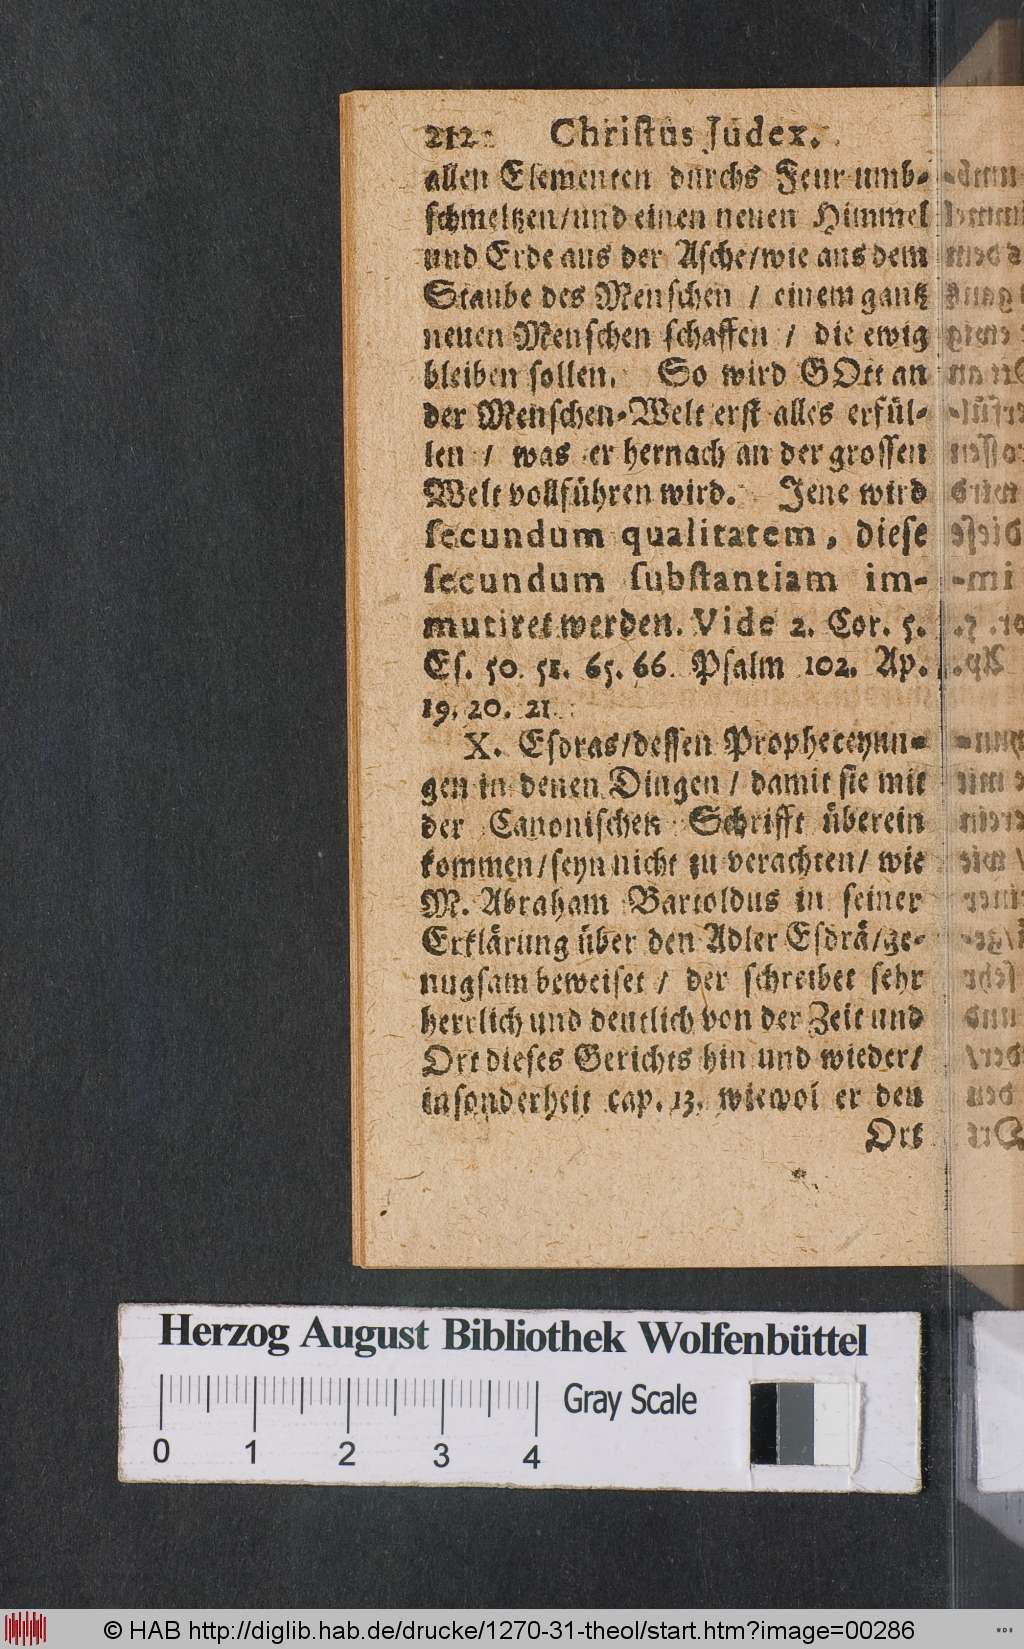 212 Christus Judex.
allen Elementen durchs Feur umb-
schmeltzen/und einen neuen Himmel
und Erde aus der Asche/wie aus dem
Staube des Menschen / einem gantz
neuen Menschen schaffen / die ewig
bleiben sollen. So wird GOtt an
der Menschen-Welt erst alles erfül-
len / was er hernach an der grossen
Welt vollführen wird. Jene wird
secundum qualitatem, diese
secundum substantiam im-
mutiret werden. Vide 2. Cor. 5.
Es. 50. 51. 65. 66. Psalm 102. Ap.
19. 20. 21.
X. Esdras/dessen Propheceyun-
gen in denen Dingen / damit sie mit
der Canonischen Schrifft überein
kommen/seyn nicht zu verachten/ wie
M. Abraham Bartoldus in seiner
Erklärung über den Adler Esdrä/ge-
nugsam beweiset / der schreibet sehr
herrlich und deutlich von der Zeit und
Ort dieses Gerichts hin und wieder/
insonderheit cap. 13. wiewol er den
Ort
Herzog August Bibliothek Wolfenbüttel
Gray Scale
0 1 2 3 4
© HAB http://diglib.hab.de/drucke/1270-31-theol/start.htm?image=00286